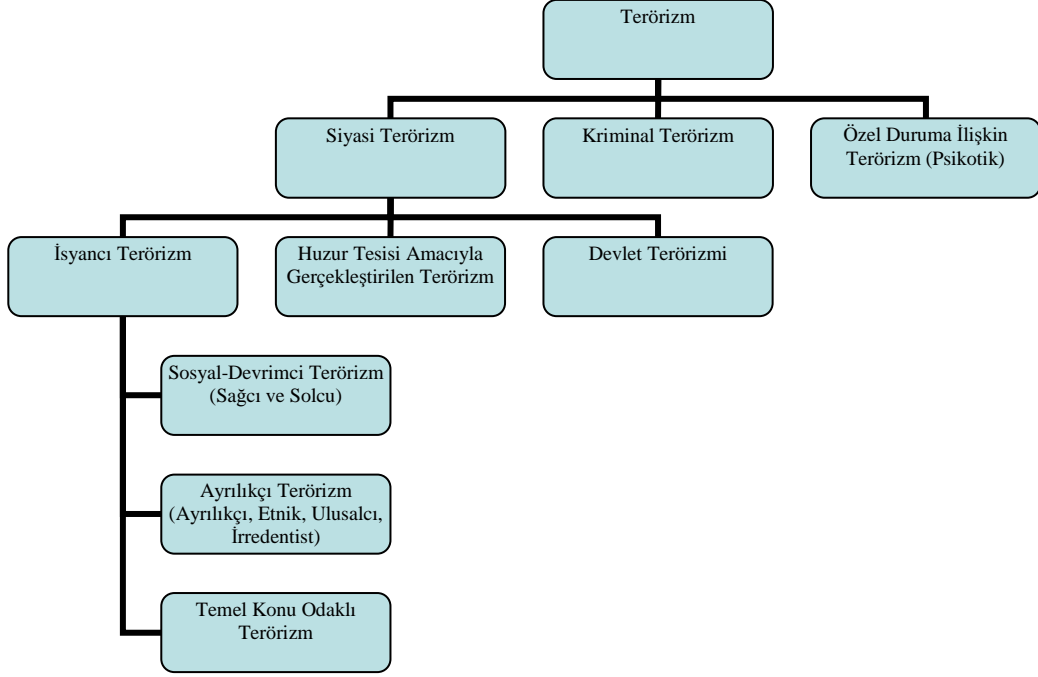 Terörizm
Siyasi Terörizm
Kriminal Terörizm
Özel Duruma İlişkin
Terörizm (Psikotik)
İsyancı Terörizm
Huzur Tesisi Amacıyla
Gerçekleştirilen Terörizm
Devlet Terörizmi
Sosyal-Devrimci Terörizm
(Sağcı ve Solcu)
Ayrılıkçı Terörizm
(Ayrılıkçı, Etnik, Ulusalcı,
İrredentist)
Temel Konu Odaklı
Terörizm